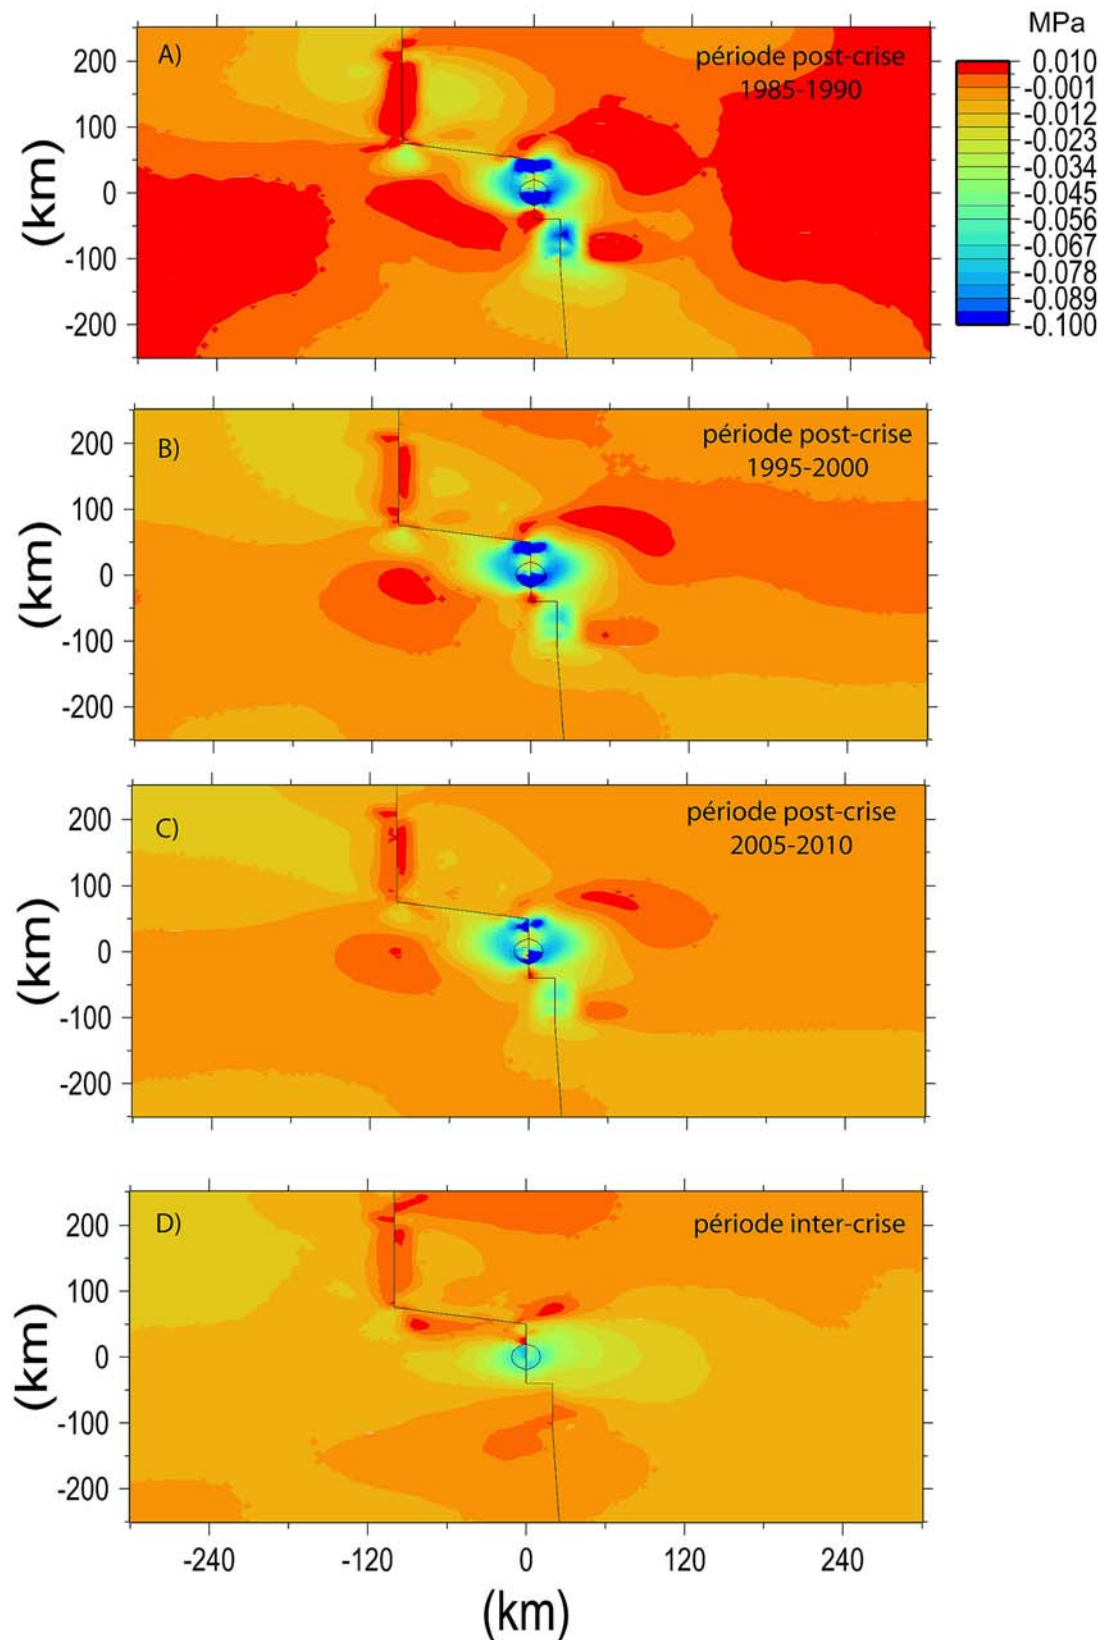 MPa
A)
période post-crise
1985-1990
0.010
-0.001
-0.012
-0.023
-0.034
-0.045
-0.056
-0.067
-0.078
-0.089
-0.100
200
100
0
-100
-200
(km)
B)
période post-crise
1995-2000
200
100
0
-100
-200
(km)
C)
période post-crise
2005-2010
200
100
0
-100
-200
(km)
D)
période inter-crise
200
100
0
-100
-200
(km)
-240 -120 0 120 240
(km)